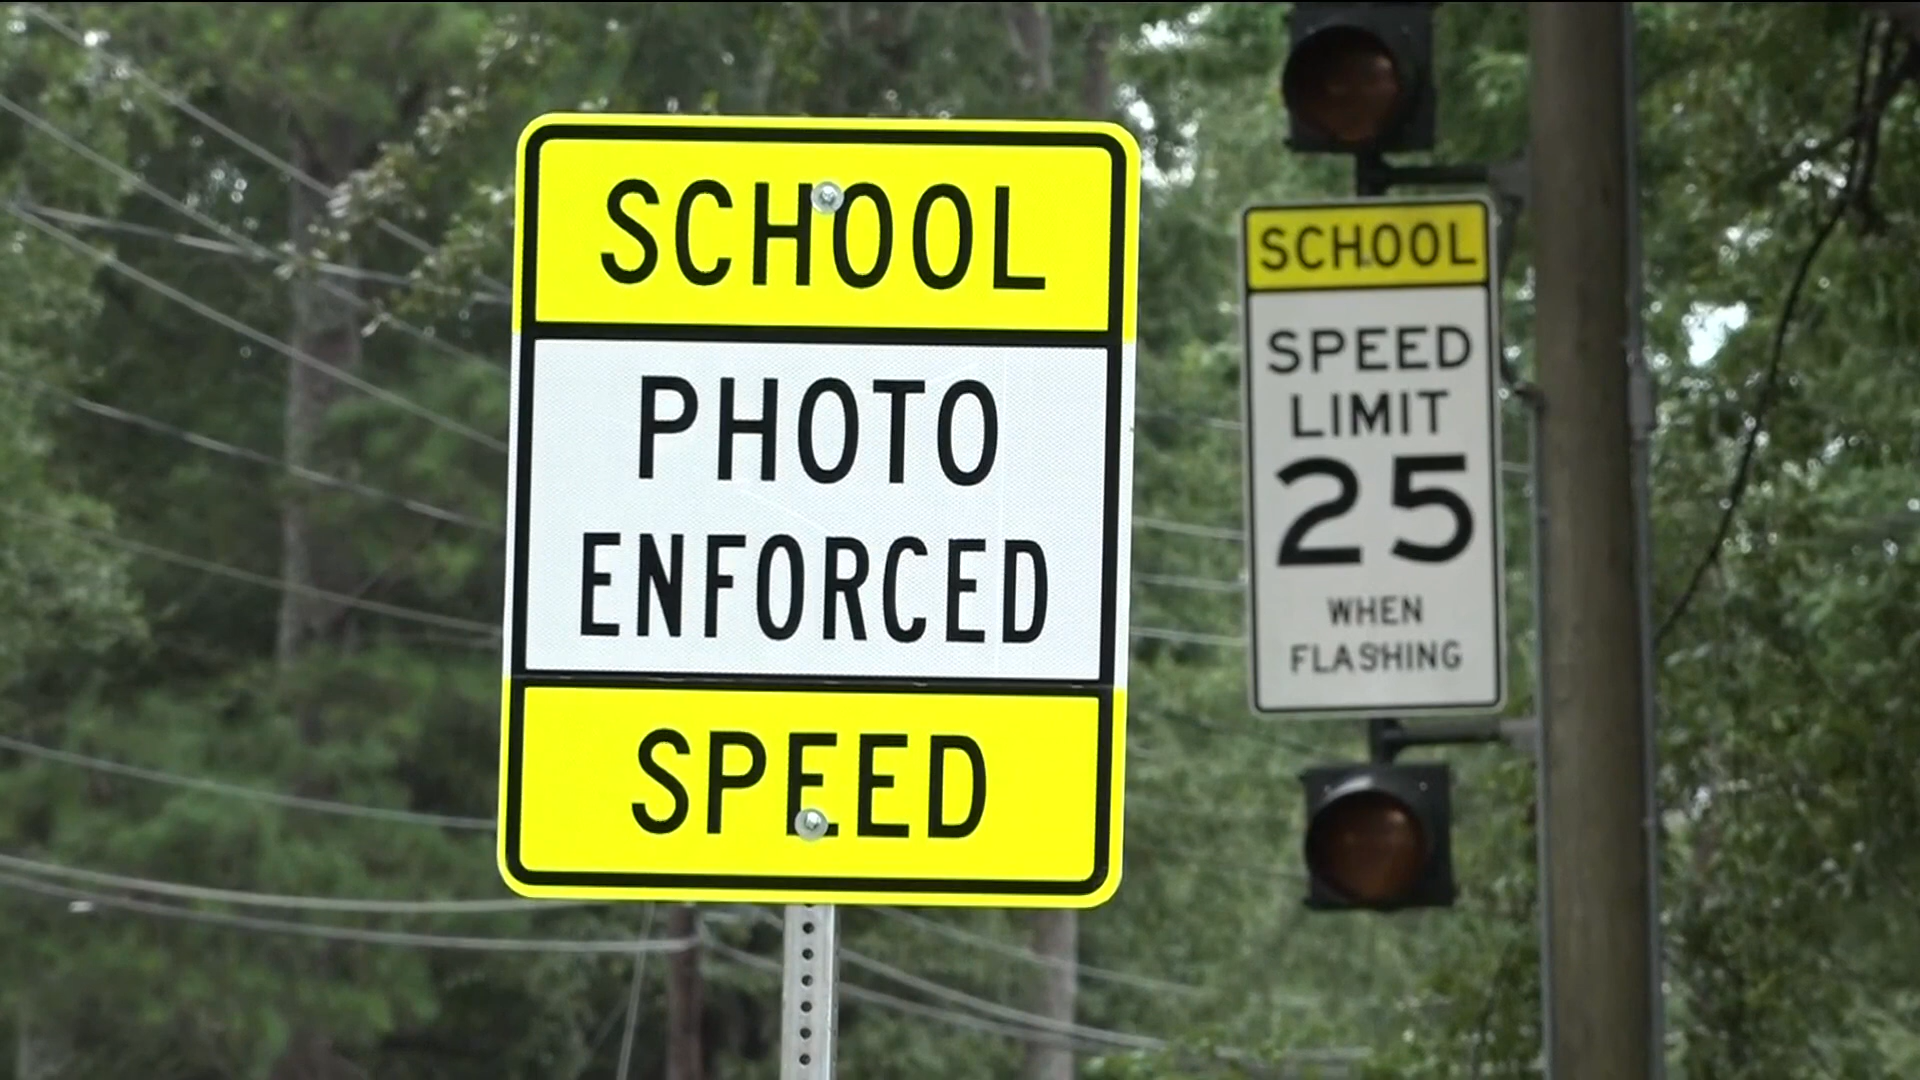 SCHOOL
PHOTO
ENFORCED
SPEED
SCHOOL
SPEED
LIMIT
25
WHEN
FLASHING